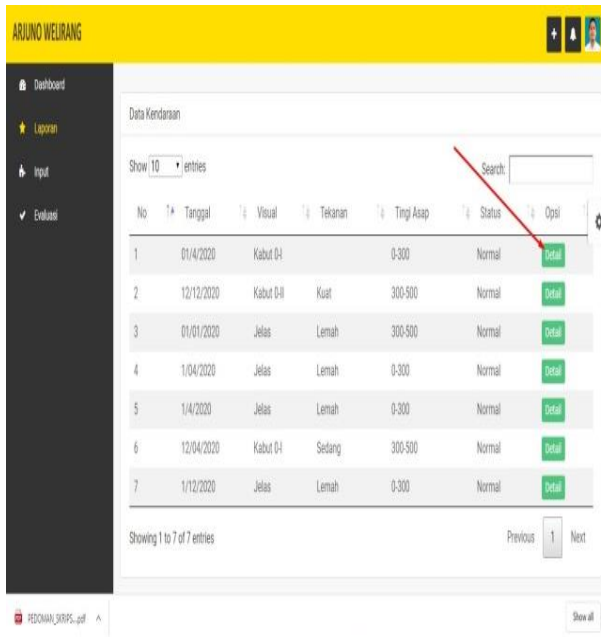 ARJUNO WELIRANG
Dashboard
Laporan
Input
Evaluasi
Data Kendaraan
Show 10 entries
Search:
No Tanggal Visual Tekanan Tingi Asap Status Opsi
1 01/4/2020 Kabut 0-I 0-300 Normal Detail
2 12/12/2020 Kabut 0-II Kuat 300-500 Normal Detail
3 01/01/2020 Jelas Lemah 300-500 Normal Detail
4 1/04/2020 Jelas Lemah 0-300 Normal Detail
5 1/4/2020 Jelas Lemah 0-300 Normal Detail
6 12/04/2020 Kabut 0-I Sedang 300-500 Normal Detail
7 1/12/2020 Jelas Lemah 0-300 Normal Detail
Showing 1 to 7 of 7 entries
Previous 1 Next
PEDOMAN_SKRIPS....pdf
Show all